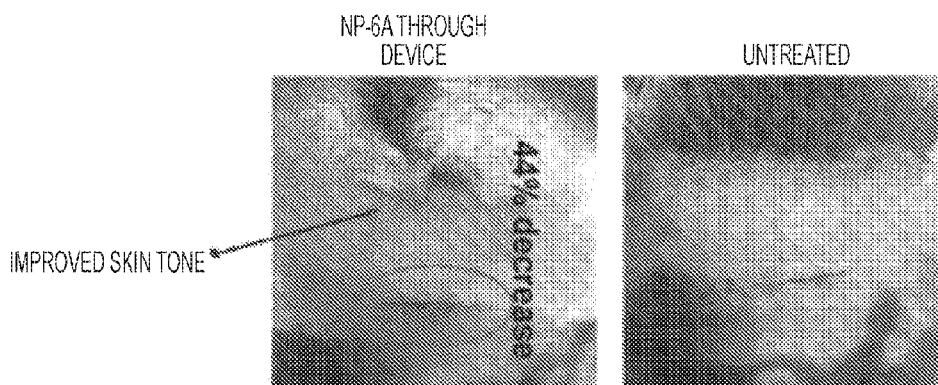 NP-6A THROUGH
DEVICE
UNTREATED
44% decrease
IMPROVED SKIN TONE